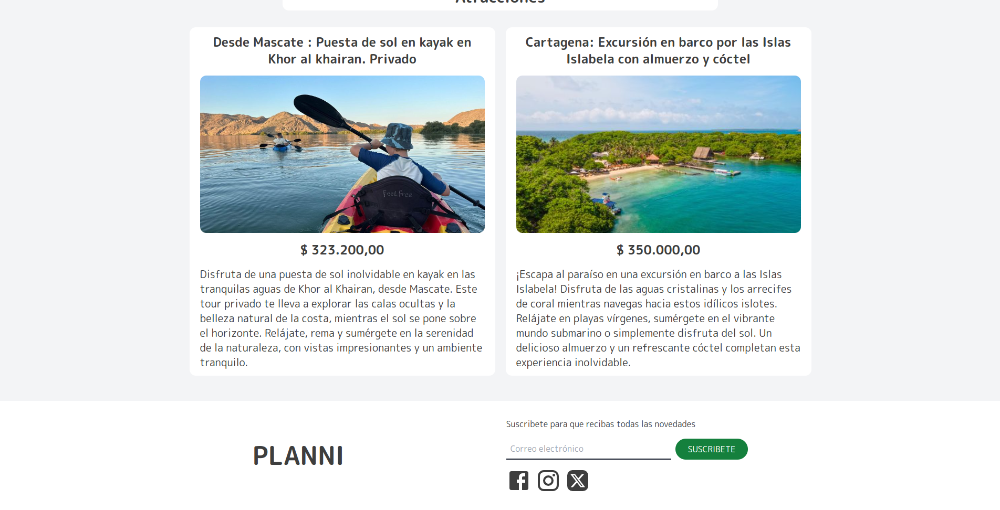 Atracciones
Desde Mascate : Puesta de sol en kayak en
Khor al khairan. Privado
Feel free
$ 323.200,00
Disfruta de una puesta de sol inolvidable en kayak en las
tranquilas aguas de Khor al Khairan, desde Mascate. Este
tour privado te lleva a explorar las calas ocultas y la
belleza natural de la costa, mientras el sol se pone sobre
el horizonte. Relájate, rema y sumérgete en la serenidad
de la naturaleza, con vistas impresionantes y un ambiente
tranquilo.
Cartagena: Excursión en barco por las Islas
Islabela con almuerzo y cóctel
$ 350.000,00
¡Escapa al paraíso en una excursión en barco a las Islas
Islabela! Disfruta de las aguas cristalinas y los arrecifes
de coral mientras navegas hacia estos idílicos islotes.
Relájate en playas vírgenes, sumérgete en el vibrante
mundo submarino o simplemente disfruta del sol. Un
delicioso almuerzo y un refrescante cóctel completan esta
experiencia inolvidable.
PLANNI
Suscribete para que recibas todas las novedades
Correo electrónico
SUSCRIBETE